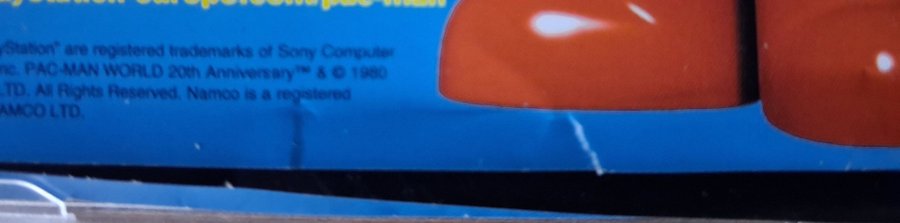 yStation" are registered trademarks of Sony Computer
nc. PAC-MAN WORLD 20th Anniversary™ & © 1980
LTD. All Rights Reserved. Namco is a registered
AMCO LTD.